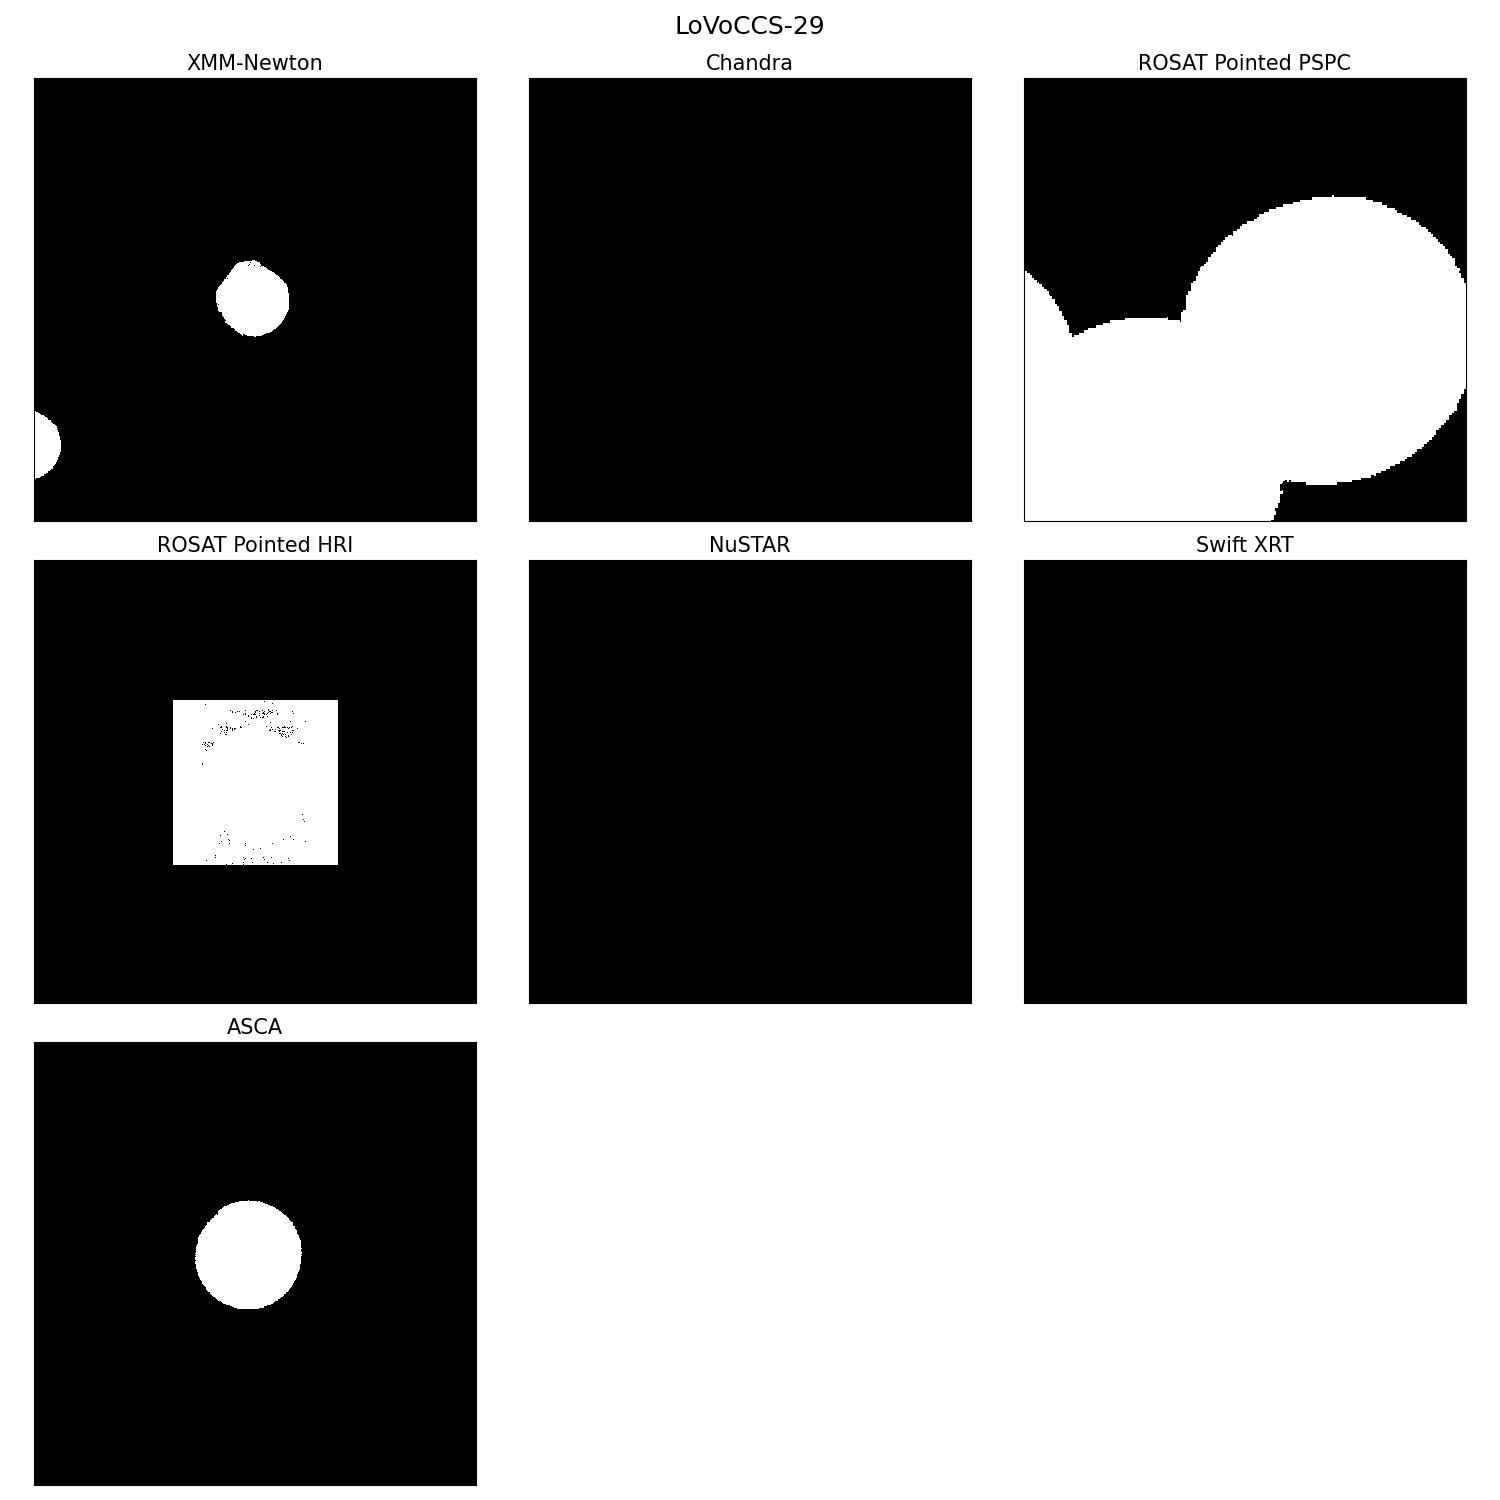 LoVoCCS-29
XMM-Newton
Chandra
ROSAT Pointed PSPC
ROSAT Pointed HRI
NuSTAR
Swift XRT
ASCA